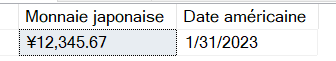 Monnaie japonaise Date américaine
¥12,345.67 1/31/2023